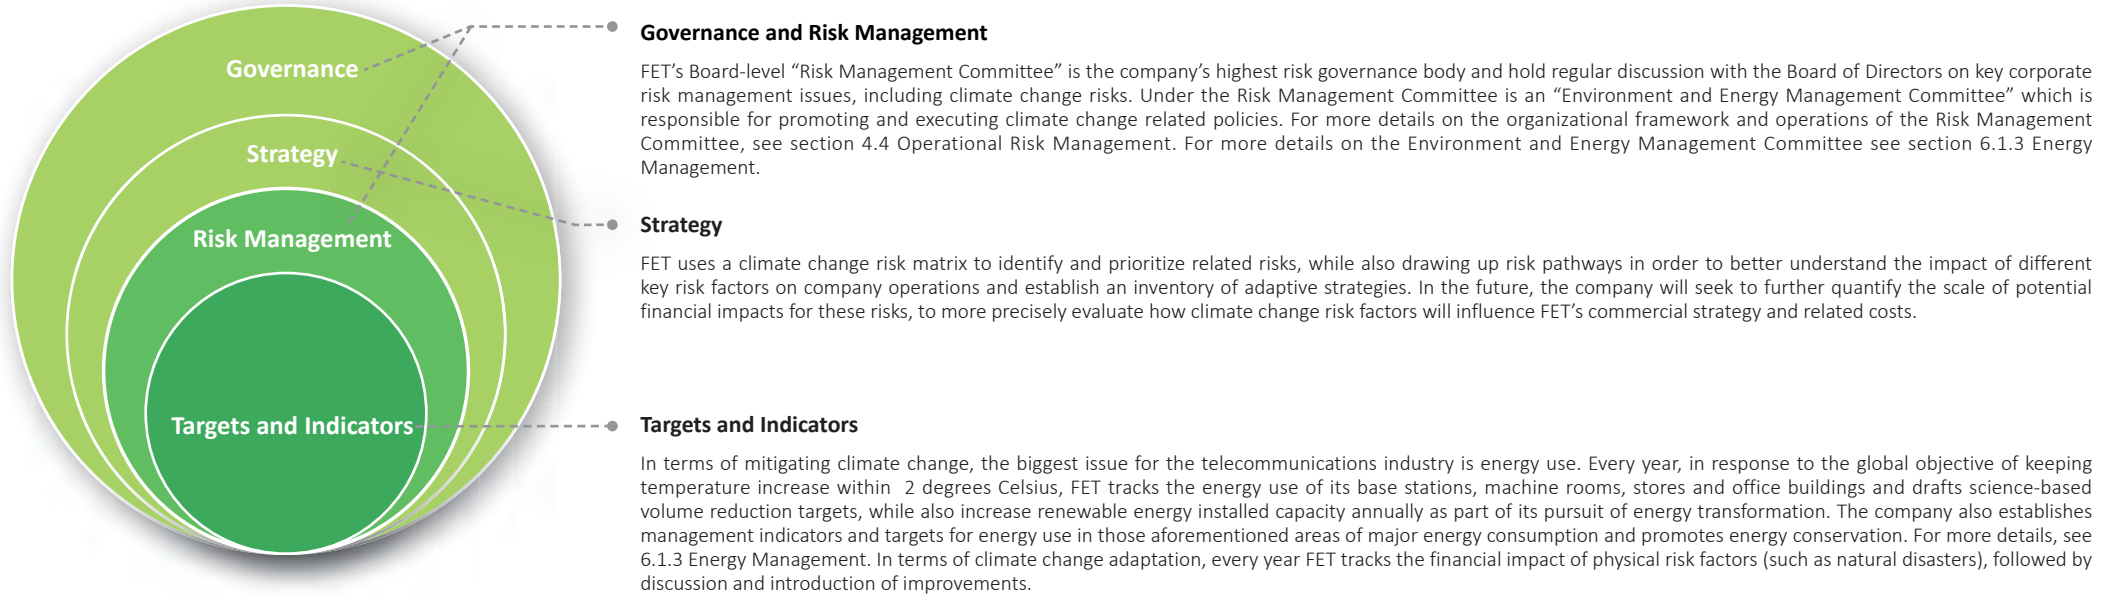 Governance
Strategy
Risk Management
Targets and Indicators
Governance and Risk Management
FET’s Board-level “Risk Management Committee” is the company’s highest risk governance body and hold regular discussion with the Board of Directors on key corporate
risk management issues, including climate change risks. Under the Risk Management Committee is an “Environment and Energy Management Committee” which is
responsible for promoting and executing climate change related policies. For more details on the organizational framework and operations of the Risk Management
Committee, see section 4.4 Operational Risk Management. For more details on the Environment and Energy Management Committee see section 6.1.3 Energy
Management.
Strategy
FET uses a climate change risk matrix to identify and prioritize related risks, while also drawing up risk pathways in order to better understand the impact of different
key risk factors on company operations and establish an inventory of adaptive strategies. In the future, the company will seek to further quantify the scale of potential
financial impacts for these risks, to more precisely evaluate how climate change risk factors will influence FET’s commercial strategy and related costs.
Targets and Indicators
In terms of mitigating climate change, the biggest issue for the telecommunications industry is energy use. Every year, in response to the global objective of keeping
temperature increase within 2 degrees Celsius, FET tracks the energy use of its base stations, machine rooms, stores and office buildings and drafts science-based
volume reduction targets, while also increase renewable energy installed capacity annually as part of its pursuit of energy transformation. The company also establishes
management indicators and targets for energy use in those aforementioned areas of major energy consumption and promotes energy conservation. For more details, see
6.1.3 Energy Management. In terms of climate change adaptation, every year FET tracks the financial impact of physical risk factors (such as natural disasters), followed by
discussion and introduction of improvements.